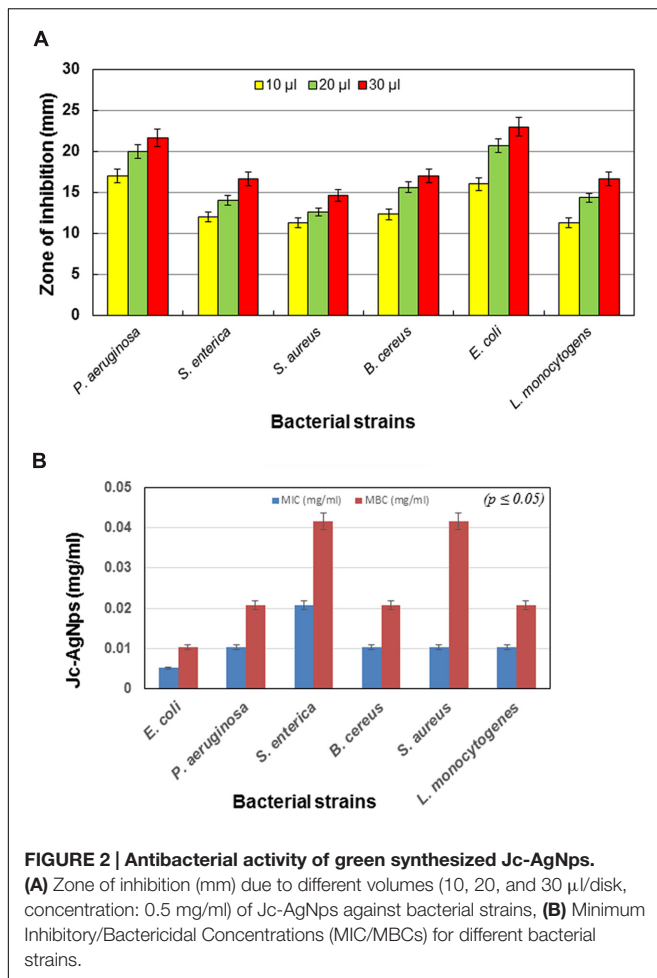 A
30
25
20
15
10
5
0
Zone of inhibition (mm)
10 µl 20 µl 30 µl
P. aeruginosa
S. enterica
S. aureus
B. cereus
E. coli
L. monocytogens
Bacterial strains
B
0.05
0.04
0.03
0.02
0.01
0
Jc-AgNps (mg/ml)
MIC (mg/ml) MBC (mg/ml)
(p ≤ 0.05)
E. coli
P. aeruginosa
S. enterica
B. cereus
S. aureus
L. monocytogenes
Bacterial strains
FIGURE 2 | Antibacterial activity of green synthesized Jc-AgNps.
(A) Zone of inhibition (mm) due to different volumes (10, 20, and 30 µl/disk,
concentration: 0.5 mg/ml) of Jc-AgNps against bacterial strains, (B) Minimum
Inhibitory/Bactericidal Concentrations (MIC/MBCs) for different bacterial
strains.